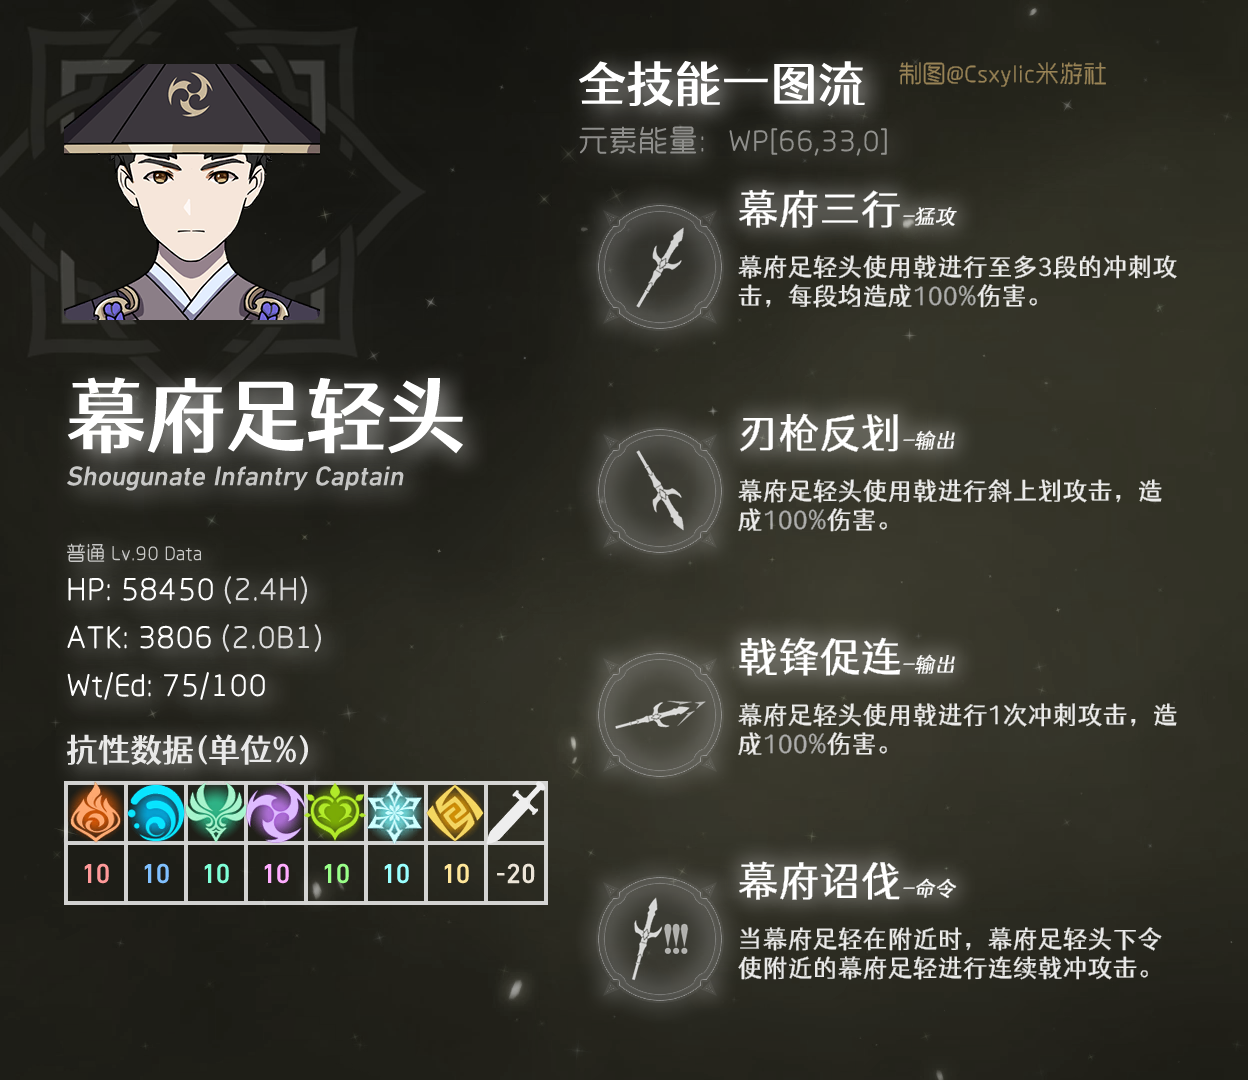 全技能一图流
制图@Csxylic米游社
元素能量: WP[66,33,0]
幕府足轻头
Shougunate Infantry Captain
普通 Lv.90 Data
HP: 58450 (2.4H)
ATK: 3806 (2.0B1)
Wt/Ed: 75/100
抗性数据(单位%)
10 10 10 10 10 10 10 -20
幕府三行-猛攻
幕府足轻头使用戟进行至多3段的冲刺攻
击，每段均造成100%伤害。
刃枪反划-输出
幕府足轻头使用戟进行斜上划攻击，造
成100%伤害。
戟锋促连-输出
幕府足轻头使用戟进行1次冲刺攻击，造
成100%伤害。
!!!
幕府诏伐-命令
当幕府足轻在附近时，幕府足轻头下令
使附近的幕府足轻进行连续戟冲攻击。